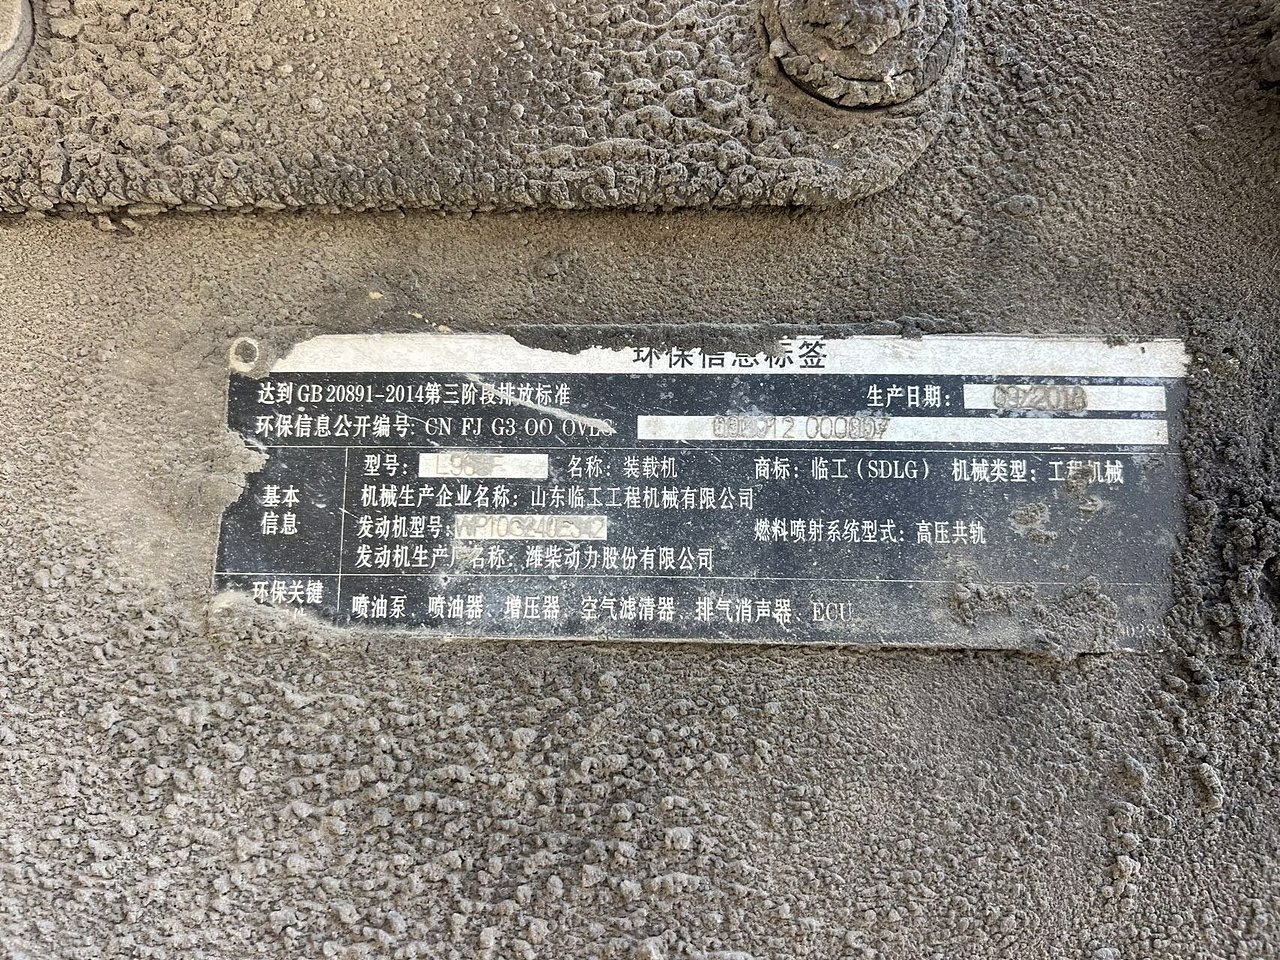 环保信息标签
达到GB 20891-2014第三阶段排放标准 生产日期:
环保信息公开编号: CN FJ G3 OO OVLS 000012 000807
基本信息
型号: 名称: 装载机 商标: 临工(SDLG) 机械类型: 工程机械
机械生产企业名称: 山东临工工程机械有限公司
发动机型号: 燃料喷射系统型式: 高压共轨
发动机生产厂名称: 潍柴动力股份有限公司
环保关键 喷油泵、喷油器、增压器、空气滤清器、排气消声器、ECU